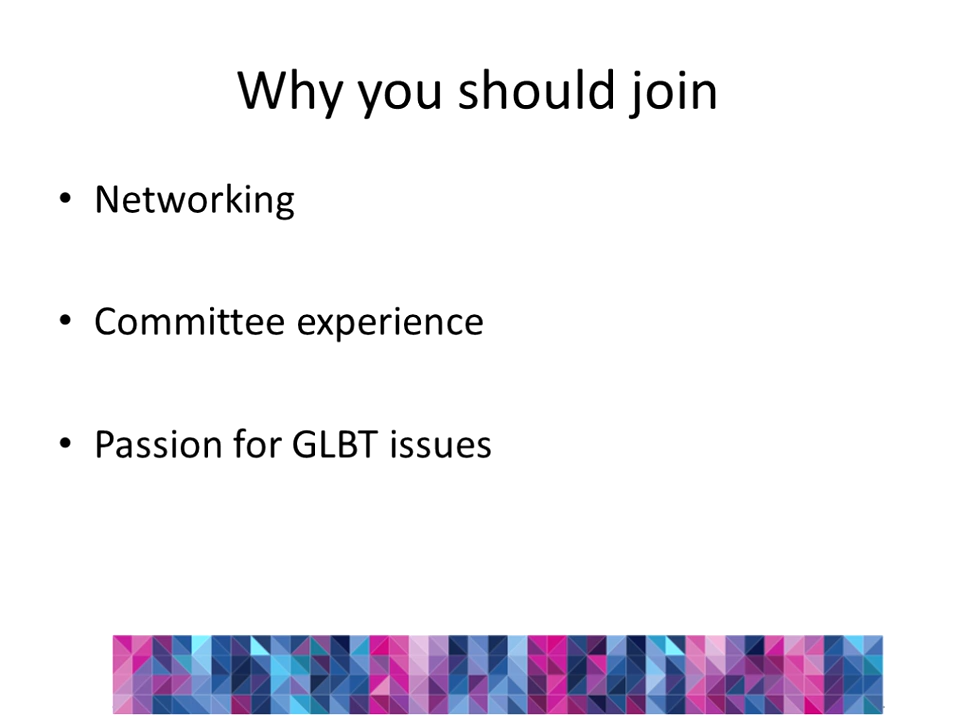 Why you should join
• Networking
• Committee experience
• Passion for GLBT issues